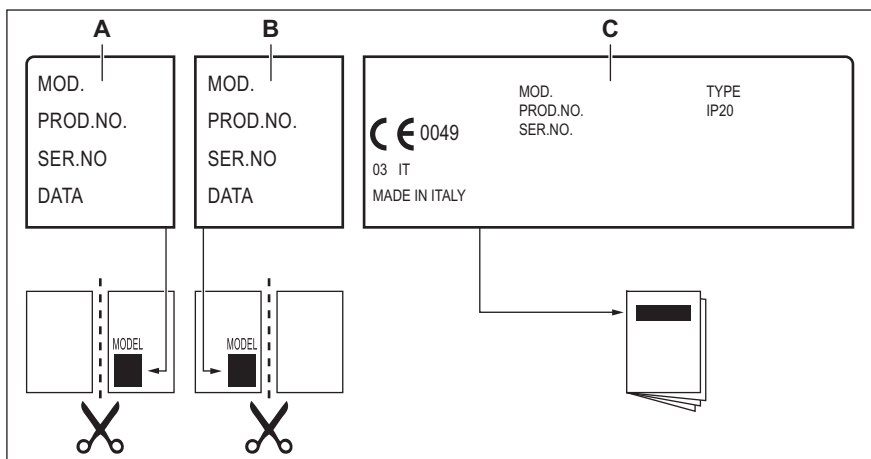 A
B
C
MOD.
PROD.NO.
SER.NO
DATA
MOD.
PROD.NO.
SER.NO
DATA
MOD.
PROD.NO.
SER.NO.
TYPE
IP20
CE 0049
03 IT
MADE IN ITALY
MODEL
MODEL